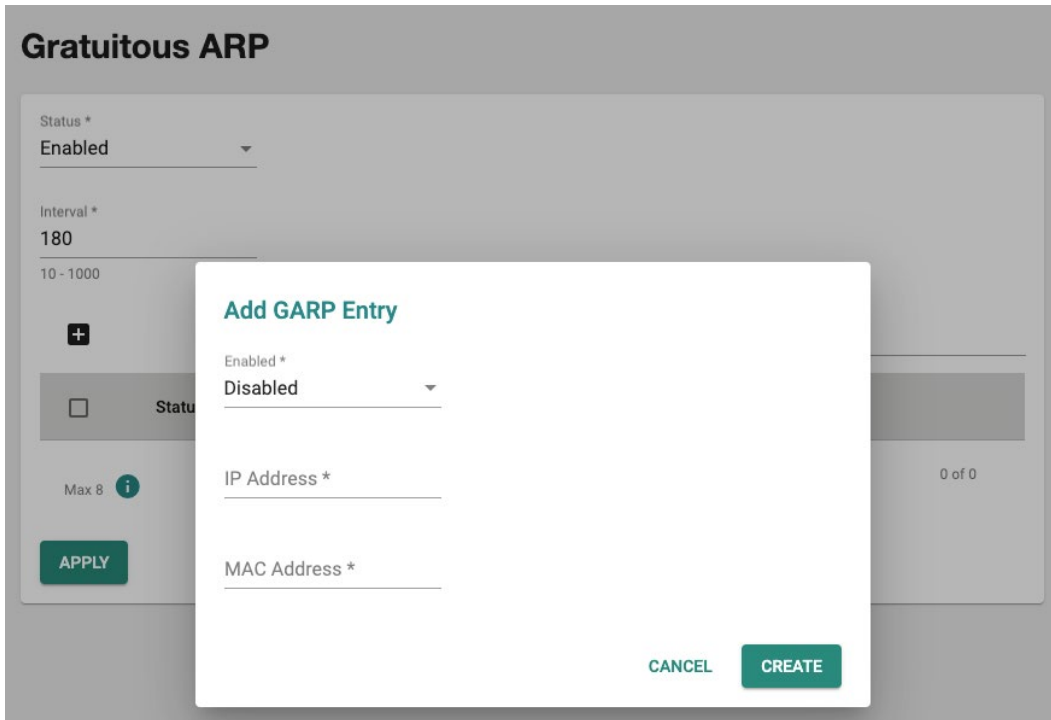 Gratuitous ARP
Status *
Enabled
Interval *
180
10 - 1000
Add GARP Entry
Enabled *
Disabled
Statu
IP Address *
Max 8
0 of 0
APPLY
MAC Address *
CANCEL
CREATE